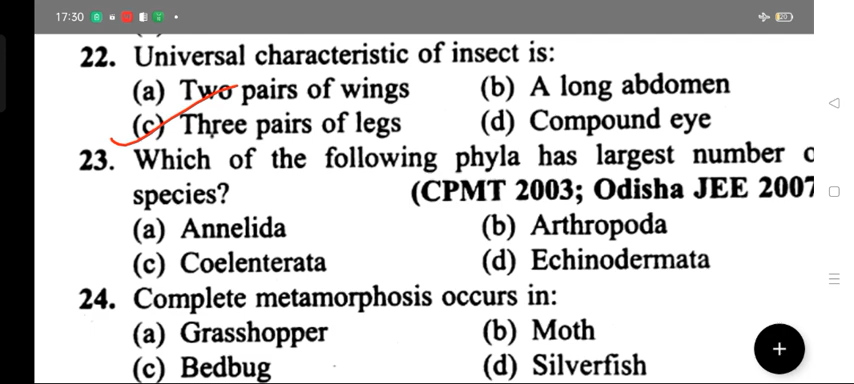 17:30
20
22. Universal characteristic of insect is:
(a) Two pairs of wings (b) A long abdomen
(c) Three pairs of legs (d) Compound eye
23. Which of the following phyla has largest number
species? (CPMT 2003; Odisha JEE 2007
(a) Annelida (b) Arthropoda
(c) Coelenterata (d) Echinodermata
24. Complete metamorphosis occurs in:
(a) Grasshopper (b) Moth
(c) Bedbug (d) Silverfish